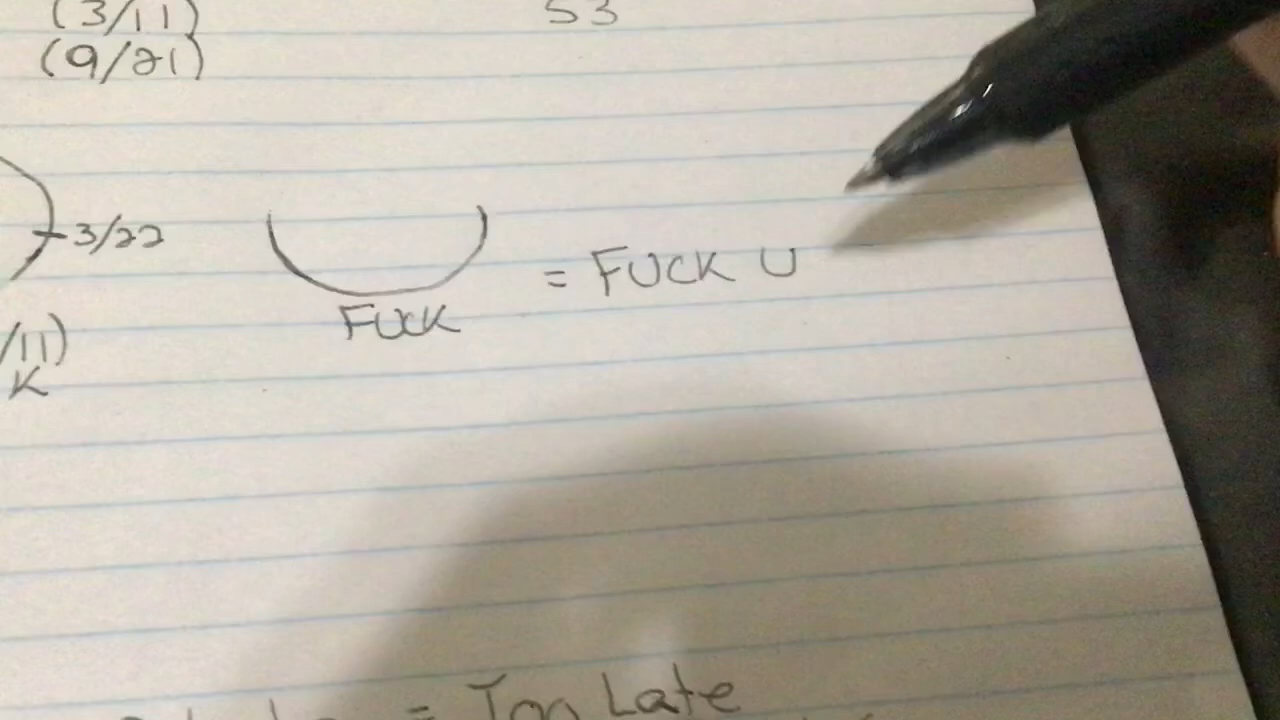 (3/11) 53
(9/21)
3/22
= FUCK U
FUCK
/11)
K
= Too Late